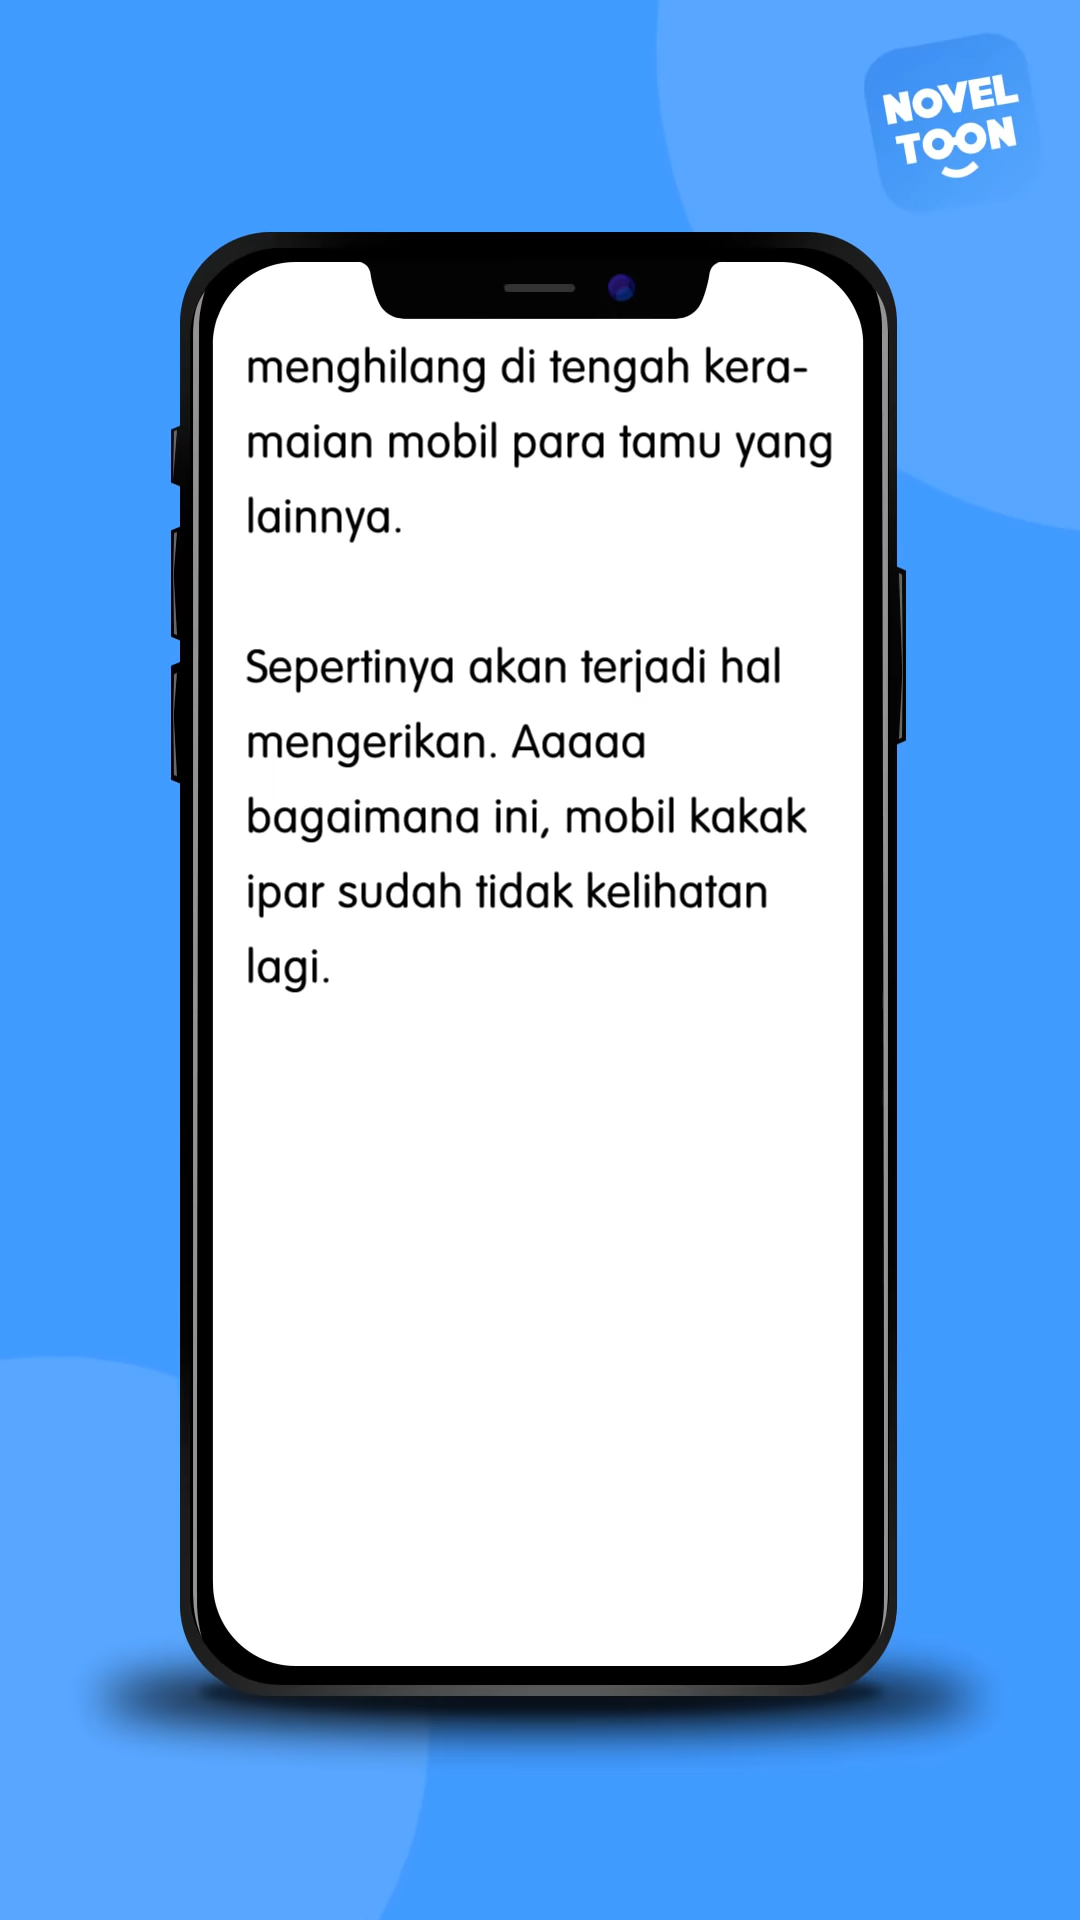 NOVEL
TOON
menghilang di tengah kera-
maian mobil para tamu yang
lainnya.
Sepertinya akan terjadi hal
mengerikan. Aaaaa
bagaimana ini, mobil kakak
ipar sudah tidak kelihatan
lagi.